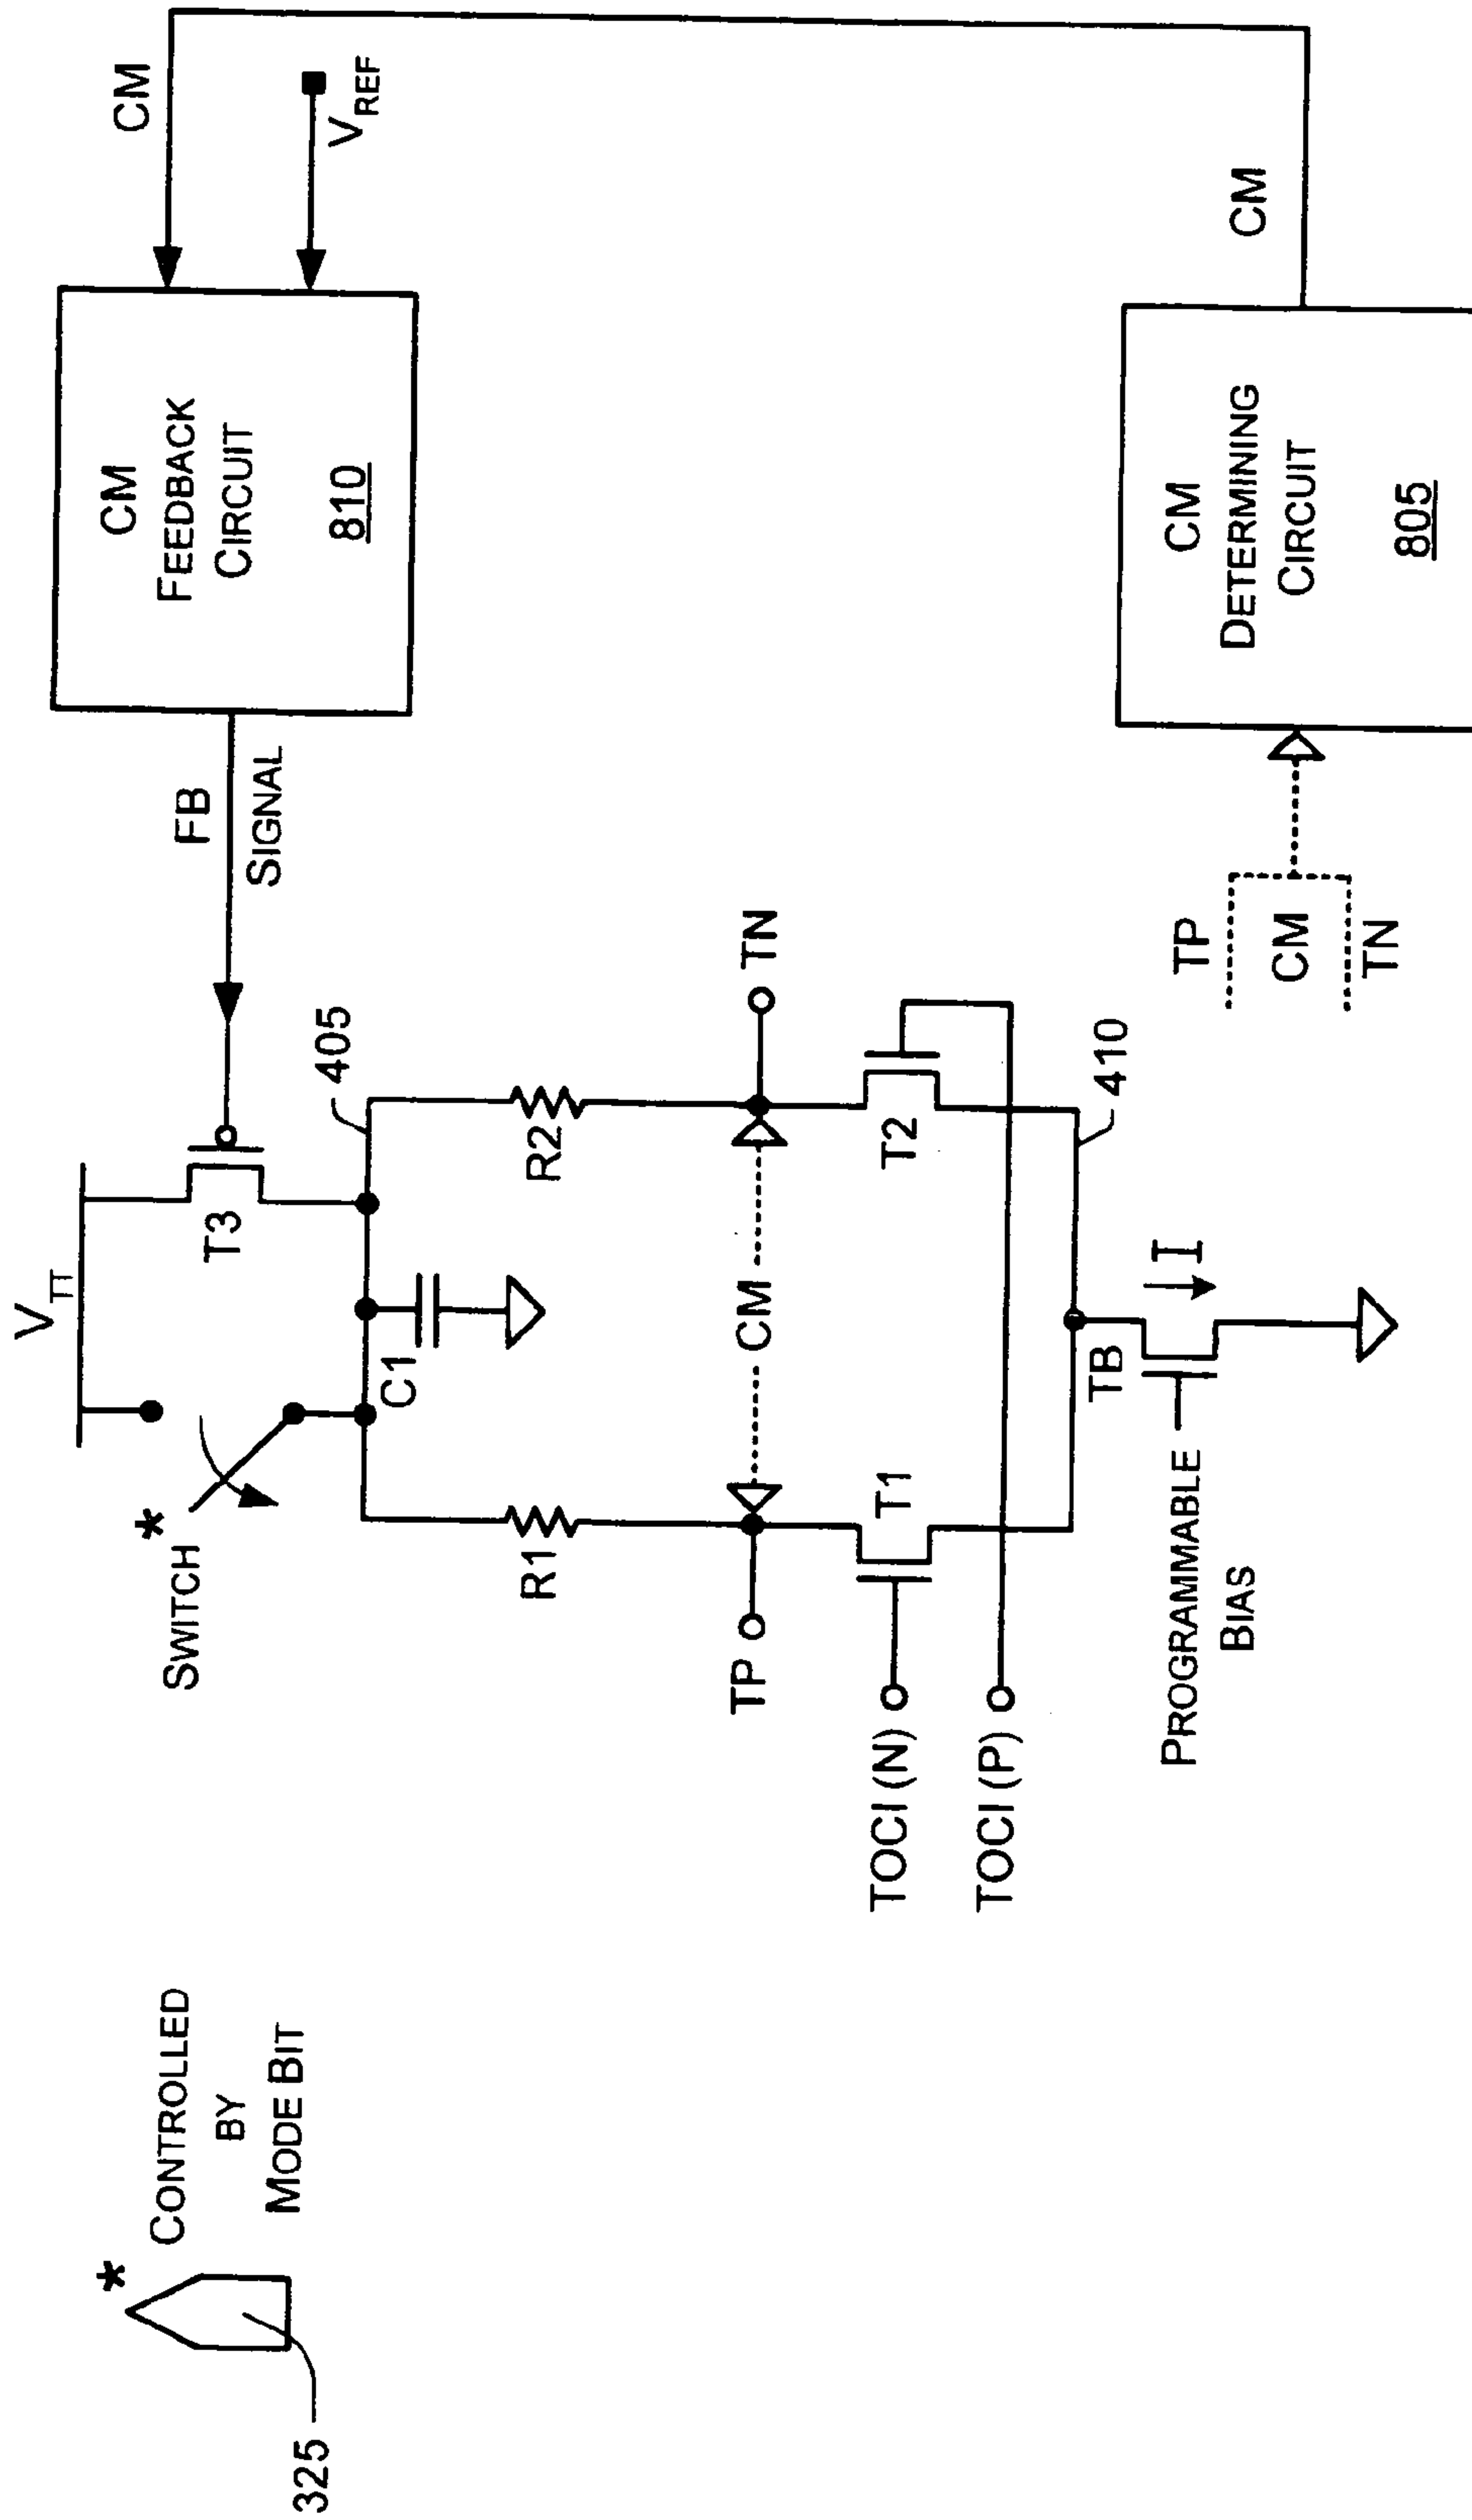 325
*
CONTROLLED
BY
MODE BIT
VTT
SWITCH
*
T3
C1
405
FB
SIGNAL
CM
FEEDBACK
CIRCUIT
810
CM
VREF
R1
R2
TP
CM
TN
TOCI (N)
TOCI (P)
T1
T2
410
PROGRAMMABLE
BIAS
TB
I
TP
CM
TN
CM
DETERMINING
CIRCUIT
805
CM